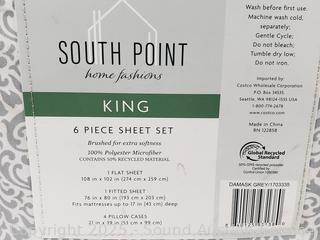 SOUTH POINT
home fashions
KING
6 PIECE SHEET SET
Brushed for extra softness
100% Polyester Microfiber
CONTAINS 50% RECYCLED MATERIAL
1 FLAT SHEET
108 in x 102 in (274 cm x 259 cm)
1 FITTED SHEET
76 in x 80 in (193 cm x 203 cm)
Fits mattresses up to 17 in (43 cm) deep
4 PILLOW CASES
21 in x 39 in (53 cm x 99 cm)
Wash before first use.
Machine wash cold,
separately;
Gentle Cycle;
Do not bleach;
Tumble dry low;
Do not iron.
Imported by:
Costco Wholesale Corporation
P.O. Box 34535
Seattle, WA 98124-1535 USA
1-800-774-2678
Made in China
RN 122858
Global Recycled
Standard
DAMASK GREY/1703338